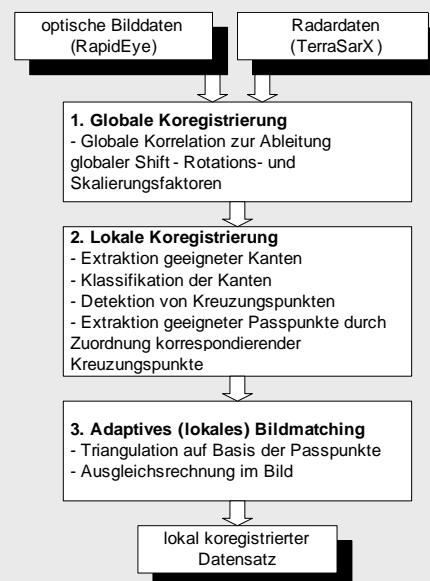 optische Bilddaten
(RapidEye)
Radardaten
(TerraSarX)
1. Globale Koregistrierung
- Globale Korrelation zur Ableitung
globaler Shift - Rotations- und
Skalierungsfaktoren
2. Lokale Koregistrierung
- Extraktion geeigneter Kanten
- Klassifikation der Kanten
- Detektion von Kreuzungspunkten
- Extraktion geeigneter Passpunkte durch
Zuordnung korrespondierender
Kreuzungspunkte
3. Adaptives (lokales) Bildmatching
- Triangulation auf Basis der Passpunkte
- Ausgleichsrechnung im Bild
lokal koregistrierter
Datensatz